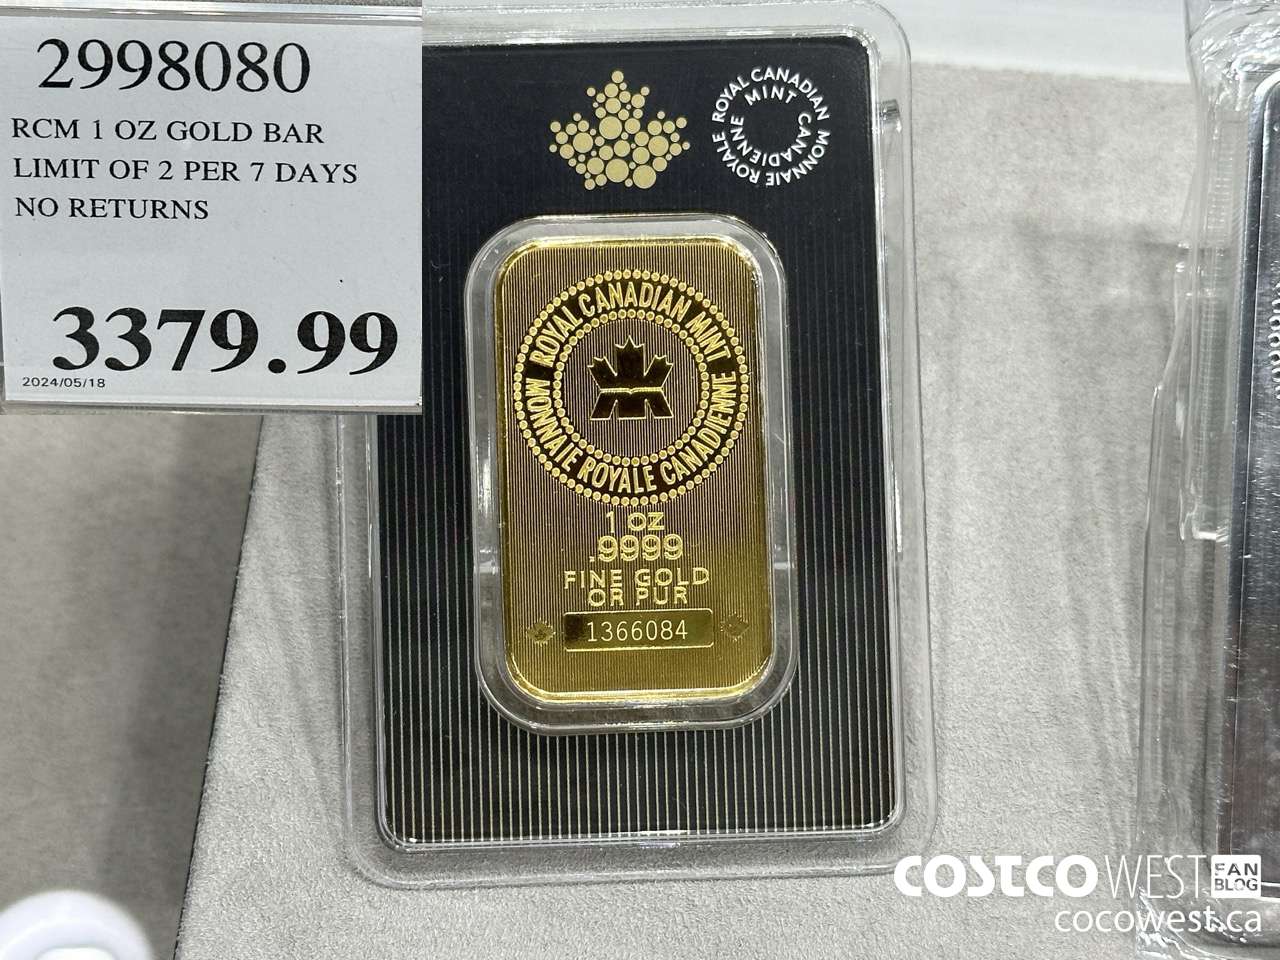 2998080
RCM 1 OZ GOLD BAR
LIMIT OF 2 PER 7 DAYS
NO RETURNS
3379.99
2024/05/18
ROYAL CANADIAN MINT
MONNAIE ROYALE CANADIENNE
ROYAL CANADIAN MINT
MONNAIE ROYALE CANADIENNE
1 OZ
.9999
FINE GOLD
OR PUR
1366084
COSTCO WEST FAN BLOG
cocowest.ca